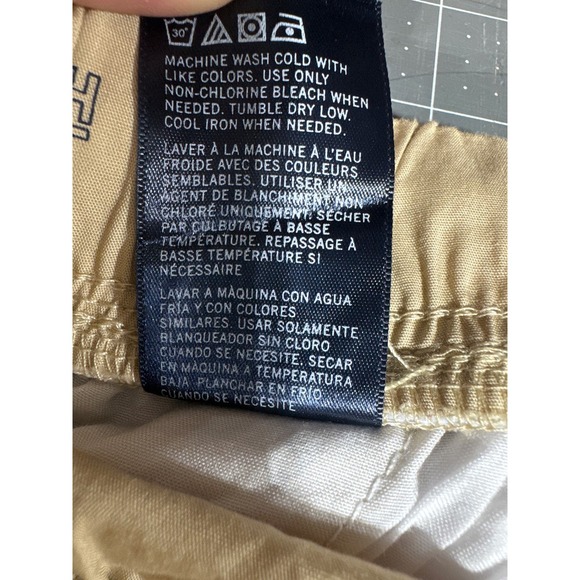 30°
MACHINE WASH COLD WITH
LIKE COLORS. USE ONLY
NON-CHLORINE BLEACH WHEN
NEEDED. TUMBLE DRY LOW.
COOL IRON WHEN NEEDED.
LAVER À LA MACHINE À L'EAU
FROIDE AVEC DES COULEURS
SEMBLABLES. UTILISER UN
AGENT DE BLANCHIMENT NON
CHLORÉ UNIQUEMENT. SÉCHER
PAR CULBUTAGE À BASSE
TEMPÉRATURE. REPASSAGE À
BASSE TEMPÉRATURE SI
NÉCESSAIRE
LAVAR A MÀQUINA CON AGUA
FRÍA Y CON COLORES
SIMILARES. USAR SOLAMENTE
BLANQUEADOR SIN CLORO
CUANDO SE NECESITE. SECAR
EN MAQUINA A TEMPERATURA
BAJA. PLANCHAR EN FRÍO
CUANDO SE NECESITE